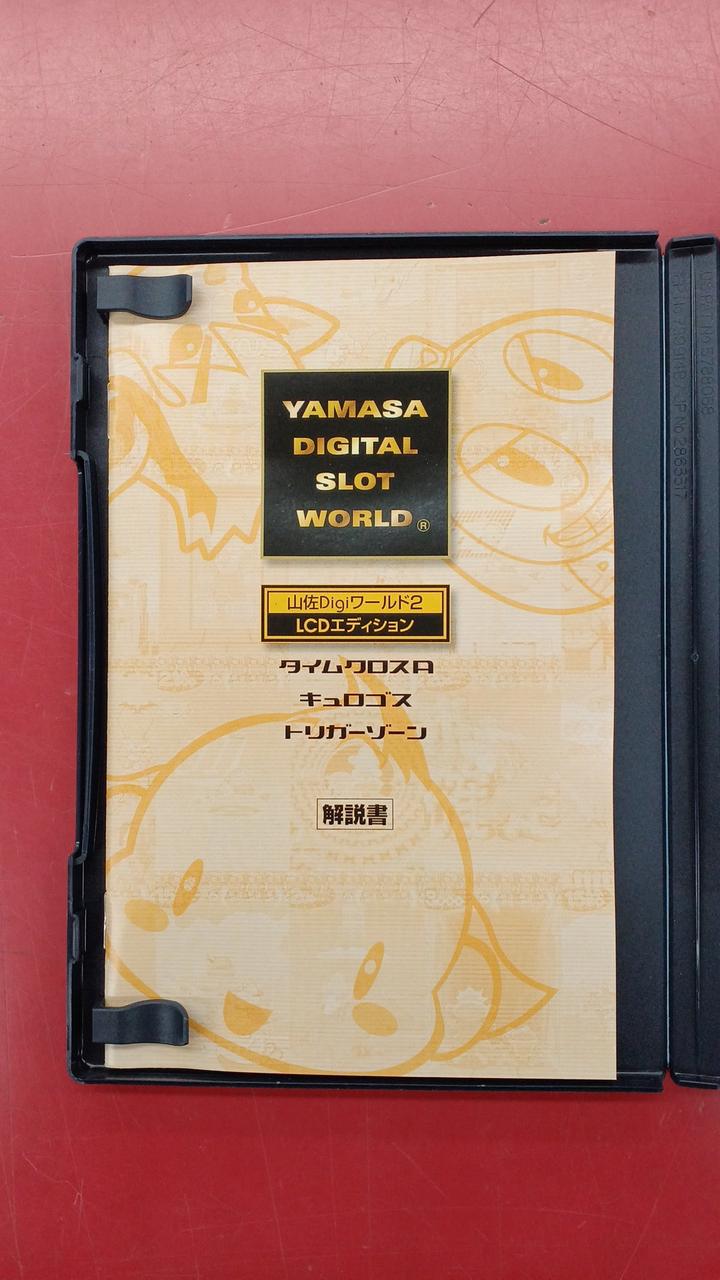 YAMASA
DIGITAL
SLOT
WORLD®
山佐Digiワールド2
LCDエディション
タイムクロスA
キュロゴス
トリガーゾーン
解説書